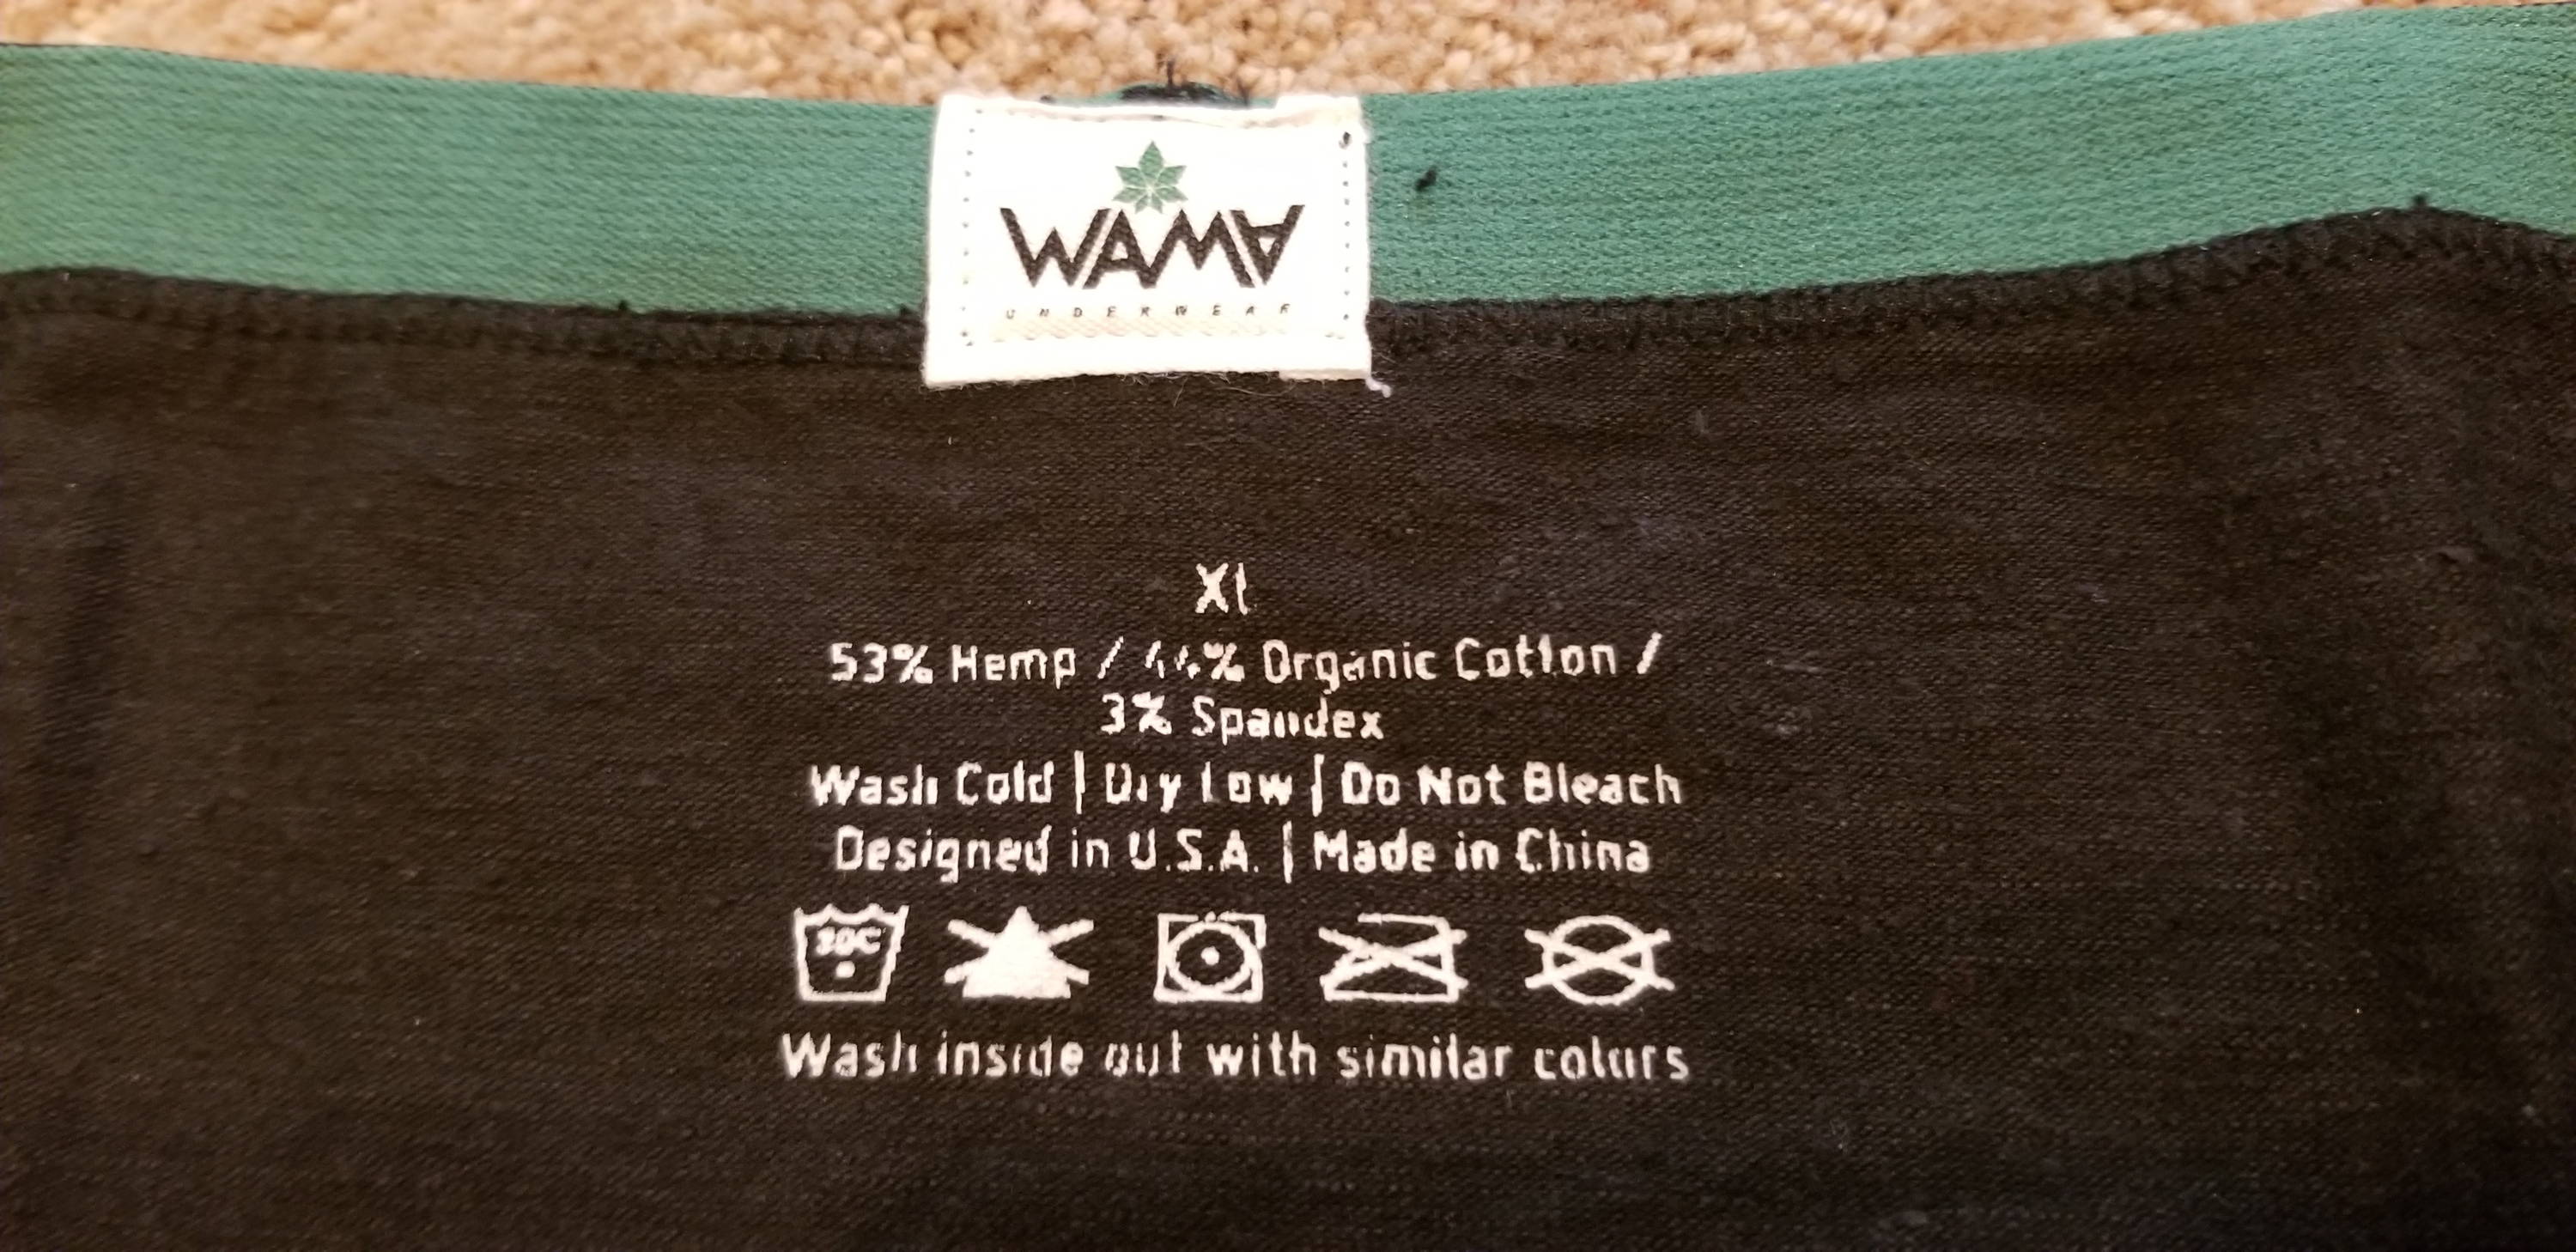 WAMA
UNDERWEAR
XL
53% Hemp / 44% Organic Cotton /
3% Spandex
Wash Cold | Dry Low | Do Not Bleach
Designed in U.S.A. | Made in China
30C
Wash inside out with similar colors